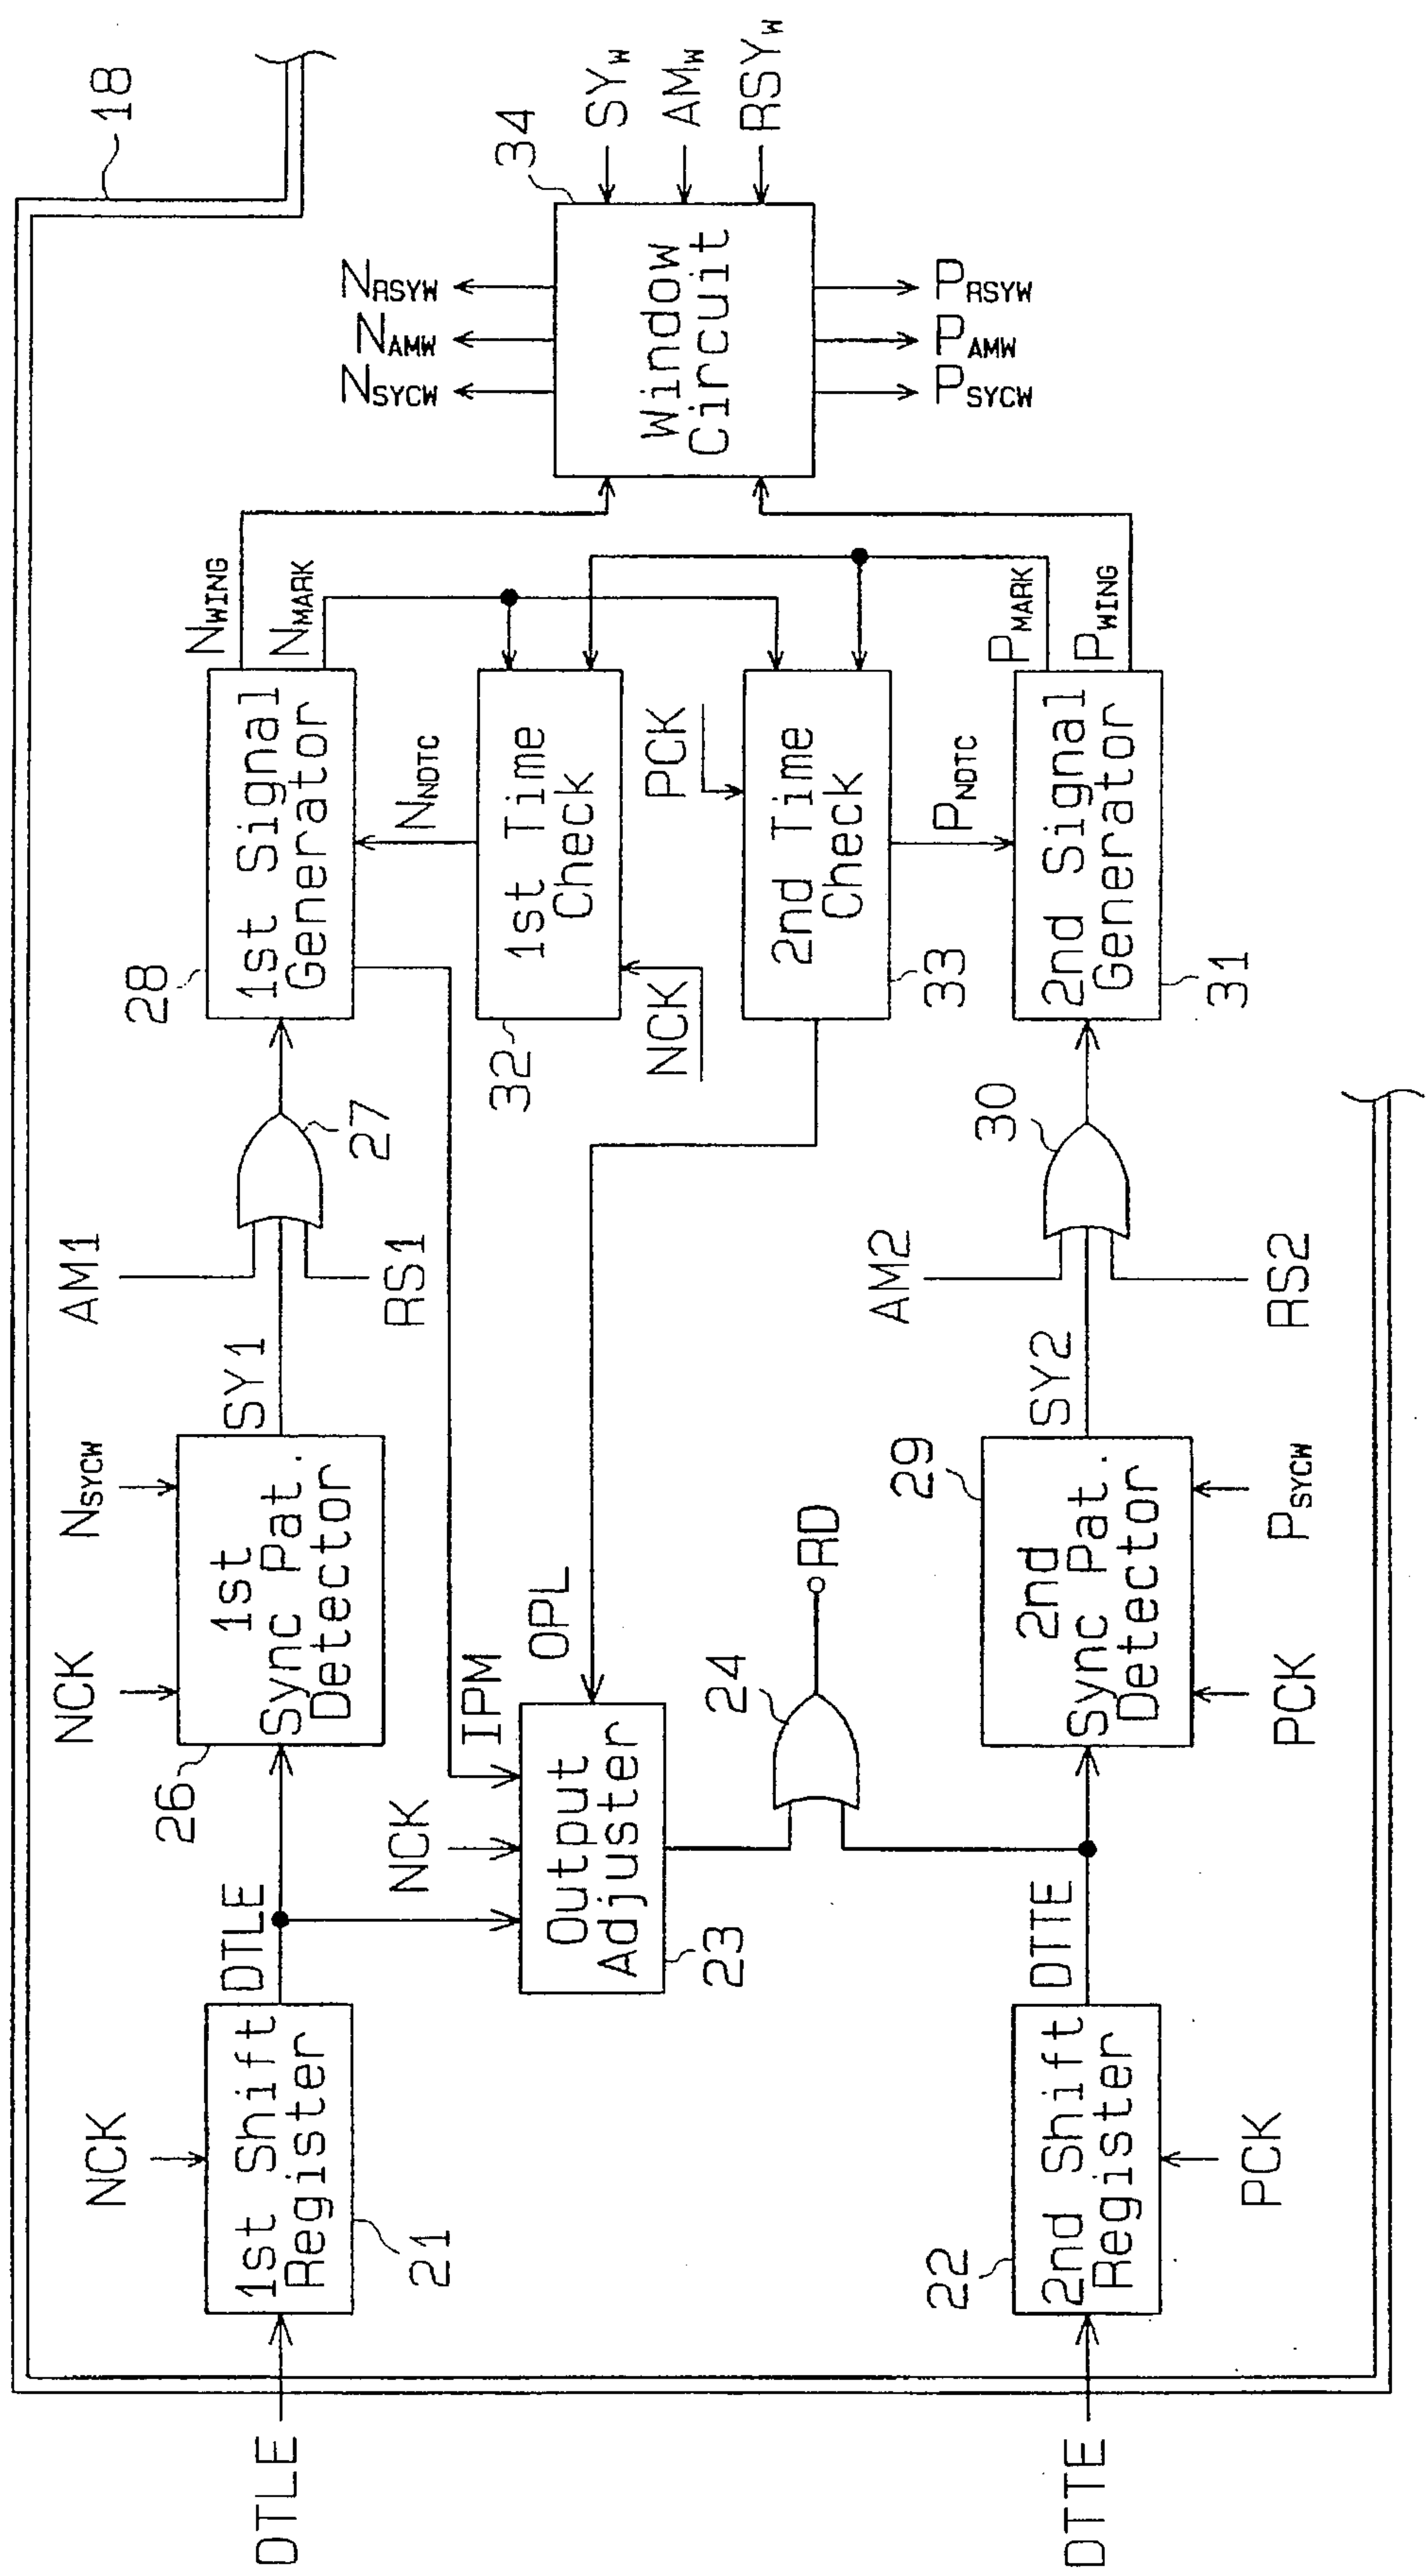 18
DTLE
NCK
1st Shift
Register
21
DTLE
NCK
NSYCW
1st
Sync Pat.
Detector
26
SY1
AM1
RS1
27
28
1st Signal
Generator
NWING
NMARK
NNDTC
NRSYW
NAMW
NSYCW
34
Window
Circuit
SYW
AMW
RSYW
PRSYW
PAMW
PSYCW
NCK
IPM
OPL
Output
Adjuster
23
24
RD
32
1st Time
Check
NCK
PCK
2nd Time
Check
33
PNDTC
DTTE
22
2nd Shift
Register
PCK
DTTE
29
2nd
Sync Pat.
Detector
PCK
PSYCW
SY2
AM2
RS2
30
2nd Signal
Generator
31
PMARK
PWING